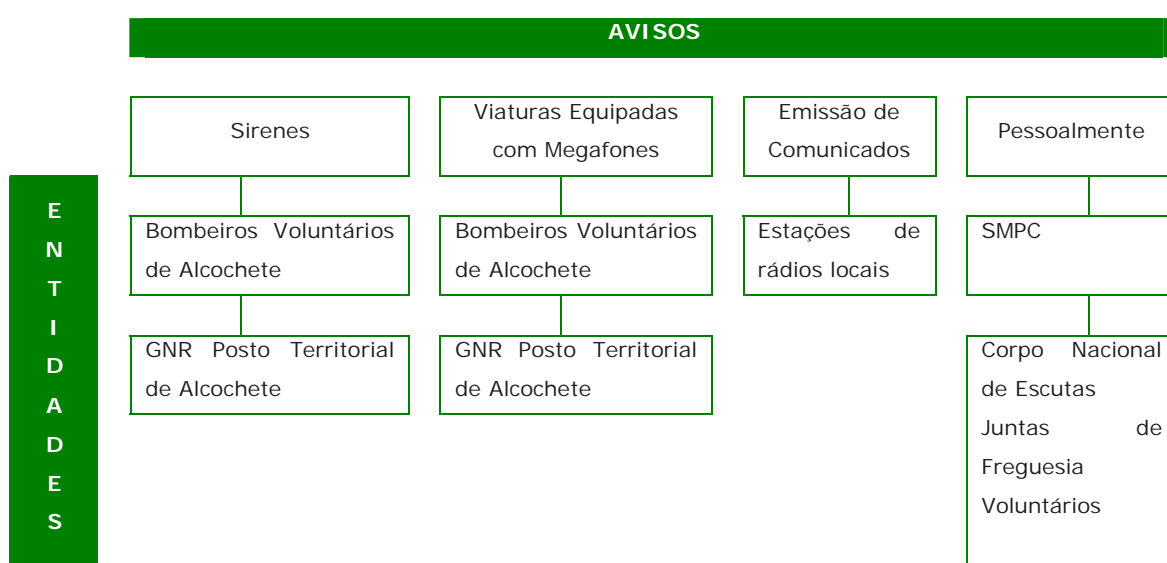 AVISOS
Sirenes
Viaturas Equipadas
com Megafones
Emissão de
Comunicados
Pessoalmente
E
N
T
I
D
A
D
E
S
Bombeiros Voluntários
de Alcochete
Bombeiros Voluntários
de Alcochete
Estações de
rádios locais
SMPC
GNR Posto Territorial
de Alcochete
GNR Posto Territorial
de Alcochete
Corpo Nacional
de Escutas
Juntas de
Freguesia
Voluntários